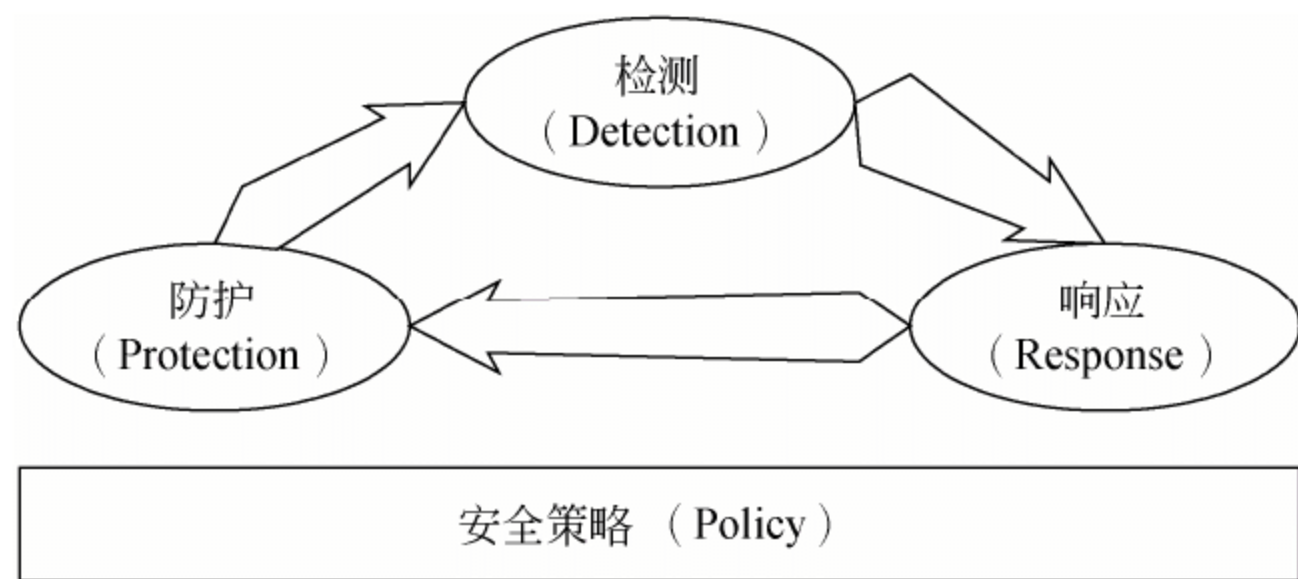 检测
（Detection）
防护
（Protection）
响应
（Response）
安全策略 （Policy）